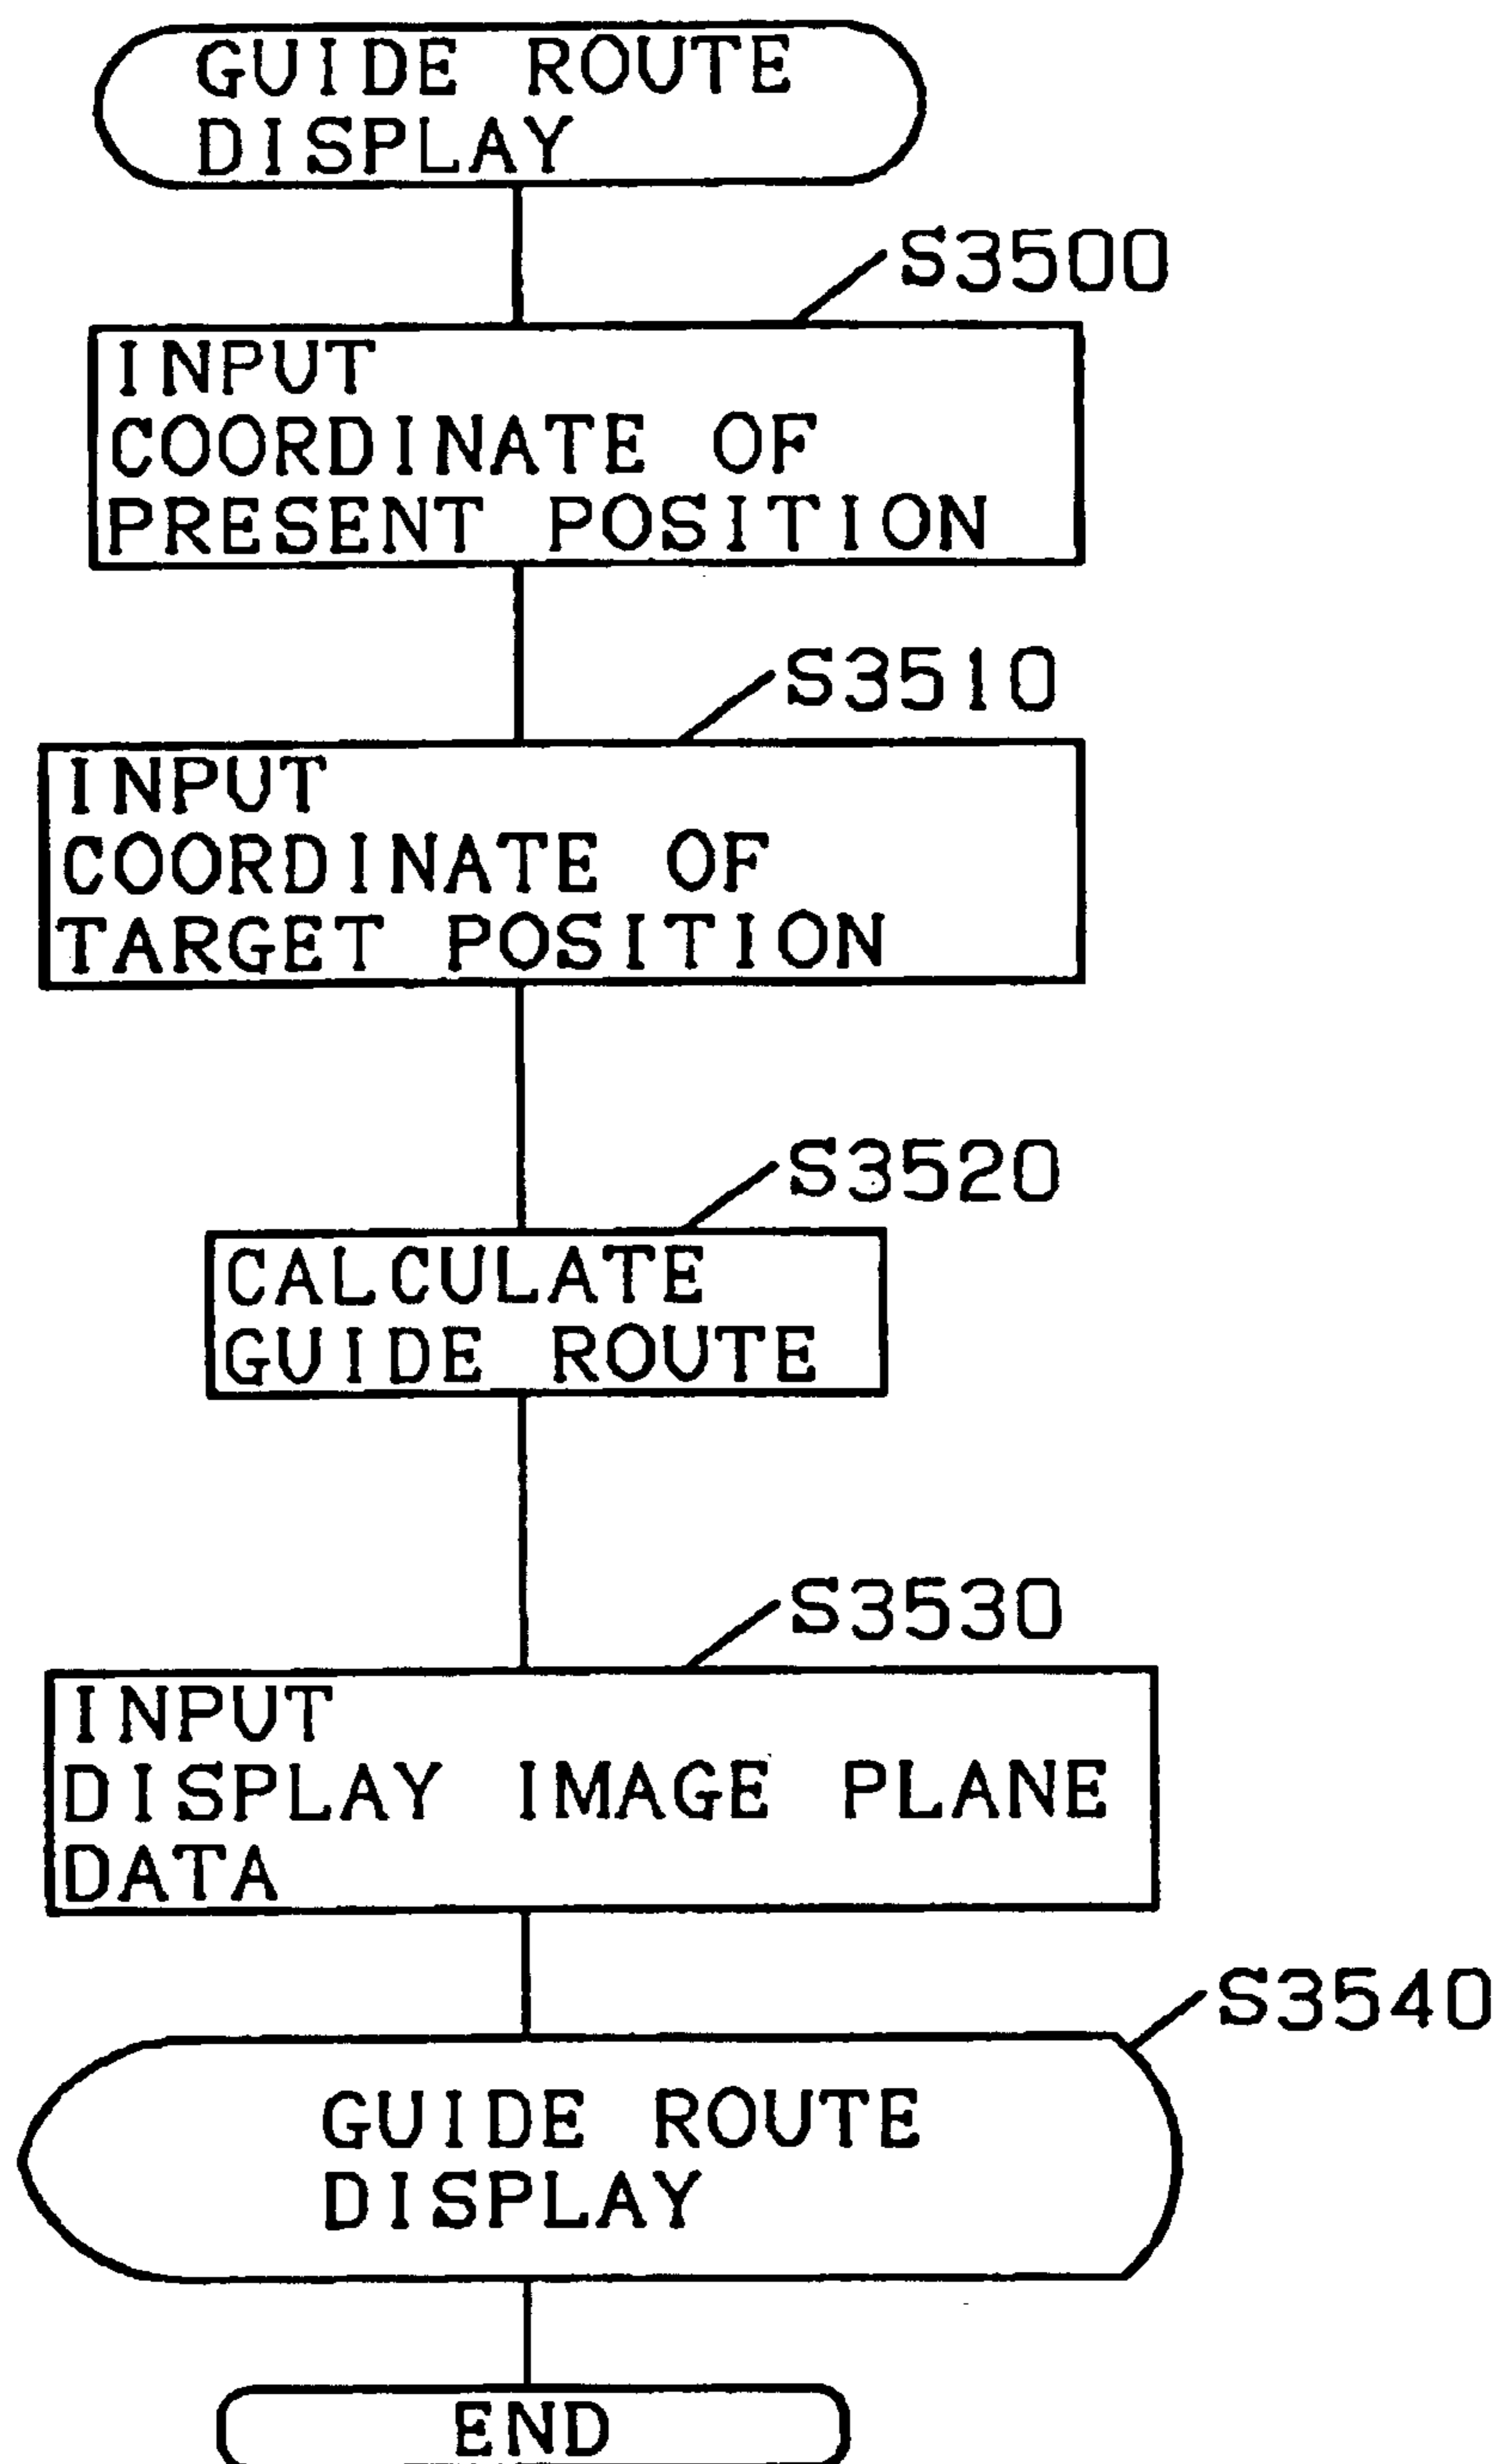 GUIDE ROUTE
DISPLAY
S3500
INPUT
COORDINATE OF
PRESENT POSITION
S3510
INPUT
COORDINATE OF
TARGET POSITION
S3520
CALCULATE
GUIDE ROUTE
S3530
INPUT
DISPLAY IMAGE PLANE
DATA
S3540
GUIDE ROUTE
DISPLAY
END